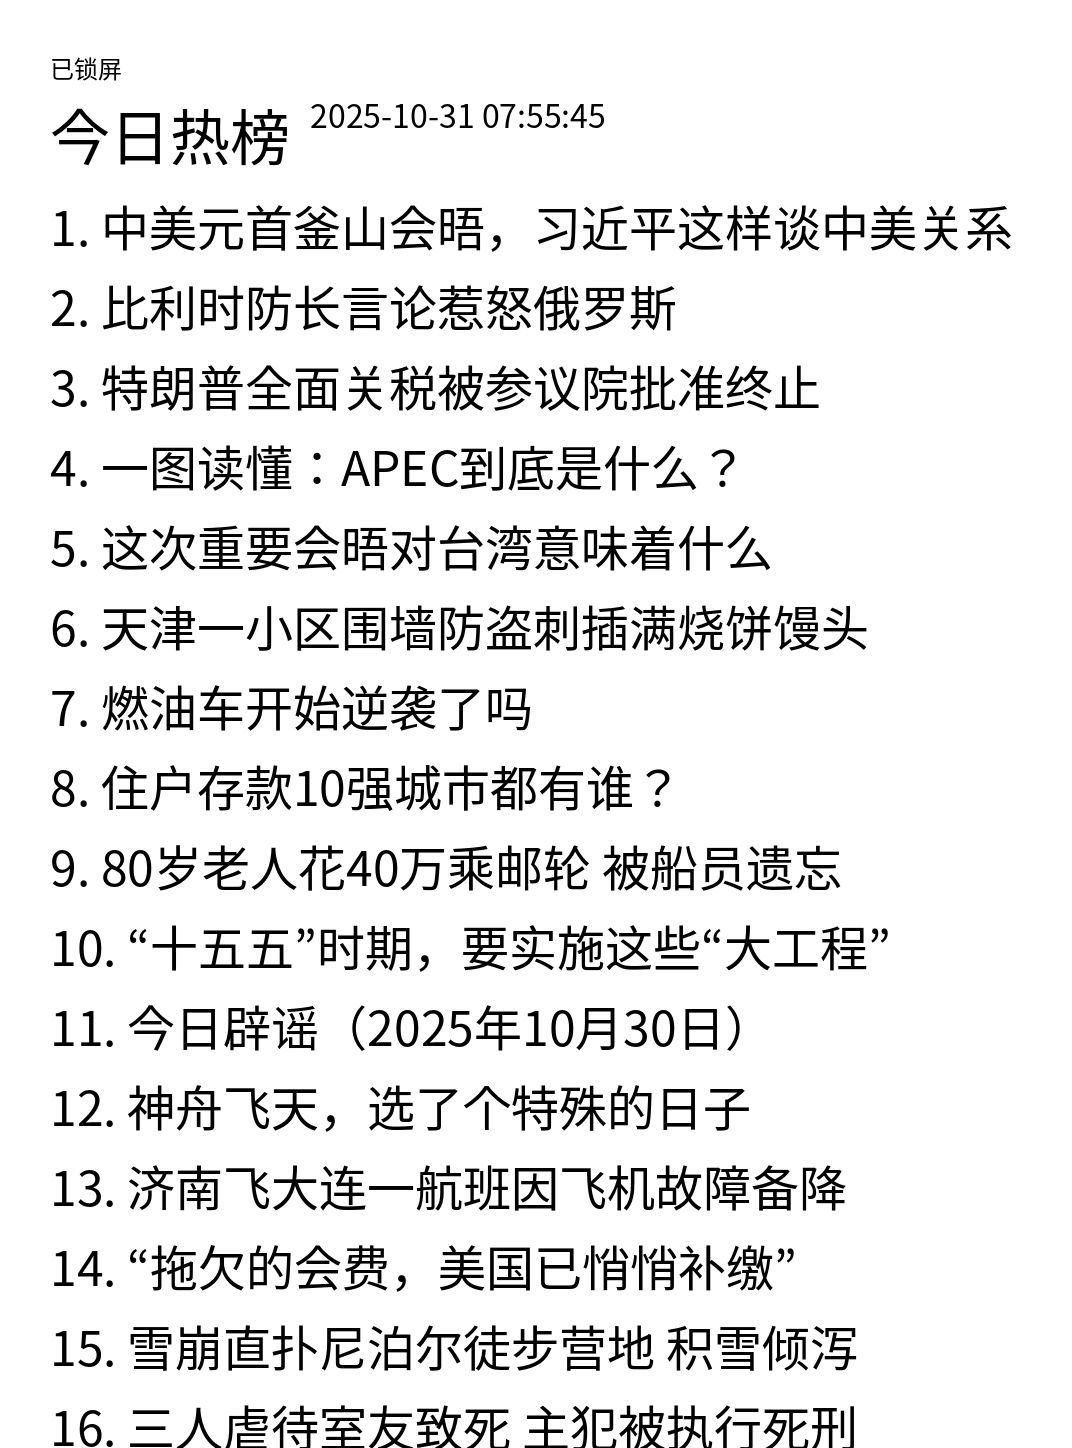 已锁屏
今日热榜 2025-10-31 07:55:45
1. 中美元首釜山会晤，习近平这样谈中美关系
2. 比利时防长言论惹怒俄罗斯
3. 特朗普全面关税被参议院批准终止
4. 一图读懂：APEC到底是什么？
5. 这次重要会晤对台湾意味着什么
6. 天津一小区围墙防盗刺插满烧饼馒头
7. 燃油车开始逆袭了吗
8. 住户存款10强城市都有谁？
9. 80岁老人花40万乘邮轮 被船员遗忘
10. “十五五”时期，要实施这些“大工程”
11. 今日辟谣（2025年10月30日）
12. 神舟飞天，选了个特殊的日子
13. 济南飞大连一航班因飞机故障备降
14. “拖欠的会费，美国已悄悄补缴”
15. 雪崩直扑尼泊尔徒步营地 积雪倾泻
16. 三人虐待室友致死 主犯被执行死刑